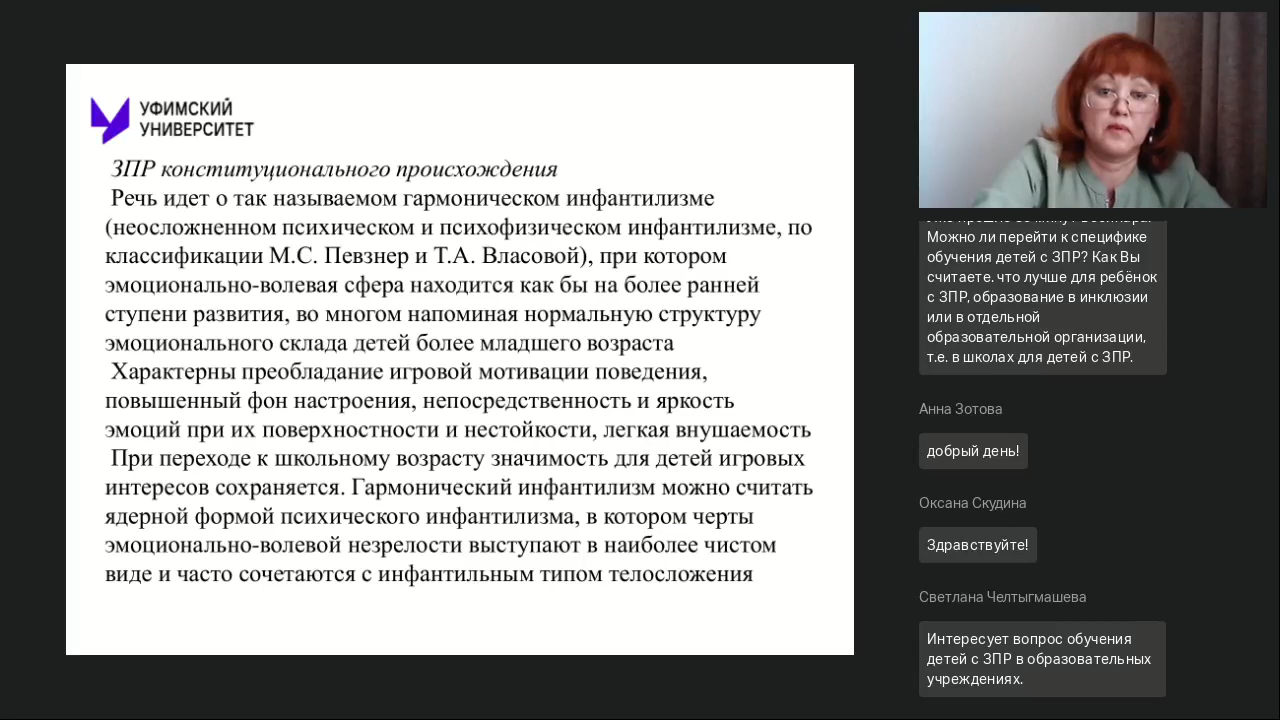 УФИМСКИЙ
УНИВЕРСИТЕТ
ЗПР конституционального происхождения
Речь идет о так называемом гармоническом инфантилизме
(неосложненном психическом и психофизическом инфантилизме, по
классификации М.С. Певзнер и Т.А. Власовой), при котором
эмоционально-волевая сфера находится как бы на более ранней
ступени развития, во многом напоминая нормальную структуру
эмоционального склада детей более младшего возраста
Характерны преобладание игровой мотивации поведения,
повышенный фон настроения, непосредственность и яркость
эмоций при их поверхностности и нестойкости, легкая внушаемость
При переходе к школьному возрасту значимость для детей игровых
интересов сохраняется. Гармонический инфантилизм можно считать
ядерной формой психического инфантилизма, в котором черты
эмоционально-волевой незрелости выступают в наиболее чистом
виде и часто сочетаются с инфантильным типом телосложения
Можно ли перейти к специфике
обучения детей с ЗПР? Как Вы
считаете. что лучше для ребёнок
с ЗПР, образование в инклюзии
или в отдельной
образовательной организации,
т.е. в школах для детей с ЗПР.
Анна Зотова
добрый день!
Оксана Скудина
Здравствуйте!
Светлана Челтыгмашева
Интересует вопрос обучения
детей с ЗПР в образовательных
учреждениях.